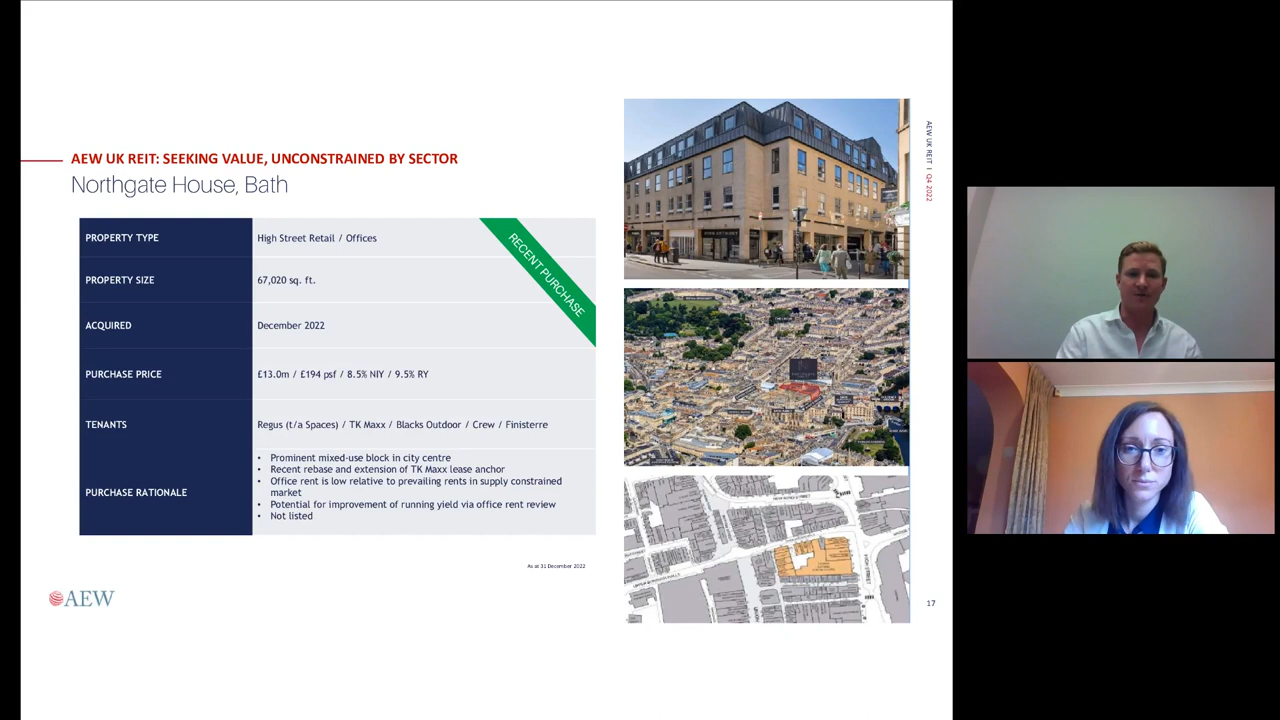 AEW UK REIT: SEEKING VALUE, UNCONSTRAINED BY SECTOR
Northgate House, Bath
PROPERTY TYPE
High Street Retail / Offices
PROPERTY SIZE
67,020 sq. ft.
ACQUIRED
December 2022
PURCHASE PRICE
£13.0m / £194 psf / 8.5% NIY / 9.5% RY
TENANTS
Regus (t/a Spaces) / TK Maxx / Blacks Outdoor / Crew / Finisterre
PURCHASE RATIONALE
• Prominent mixed-use block in city centre
• Recent rebase and extension of TK Maxx lease anchor
• Office rent is low relative to prevailing rents in supply constrained
market
• Potential for improvement of running yield via office rent review
• Not listed
RECENT PURCHASE
As at 31 December 2022
AEW
AEW UK REIT | Q4 2022
17